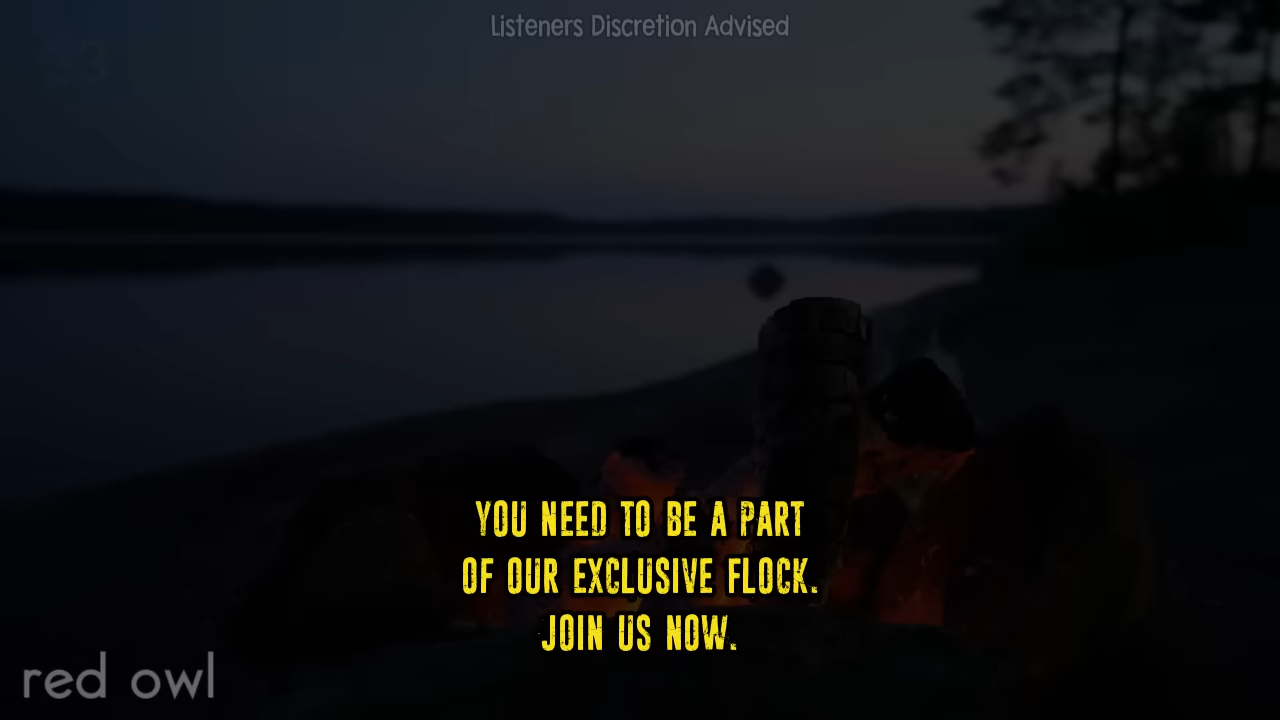 Listeners Discretion Advised
YOU NEED TO BE A PART
OF OUR EXCLUSIVE FLOCK.
JOIN US NOW.
red owl